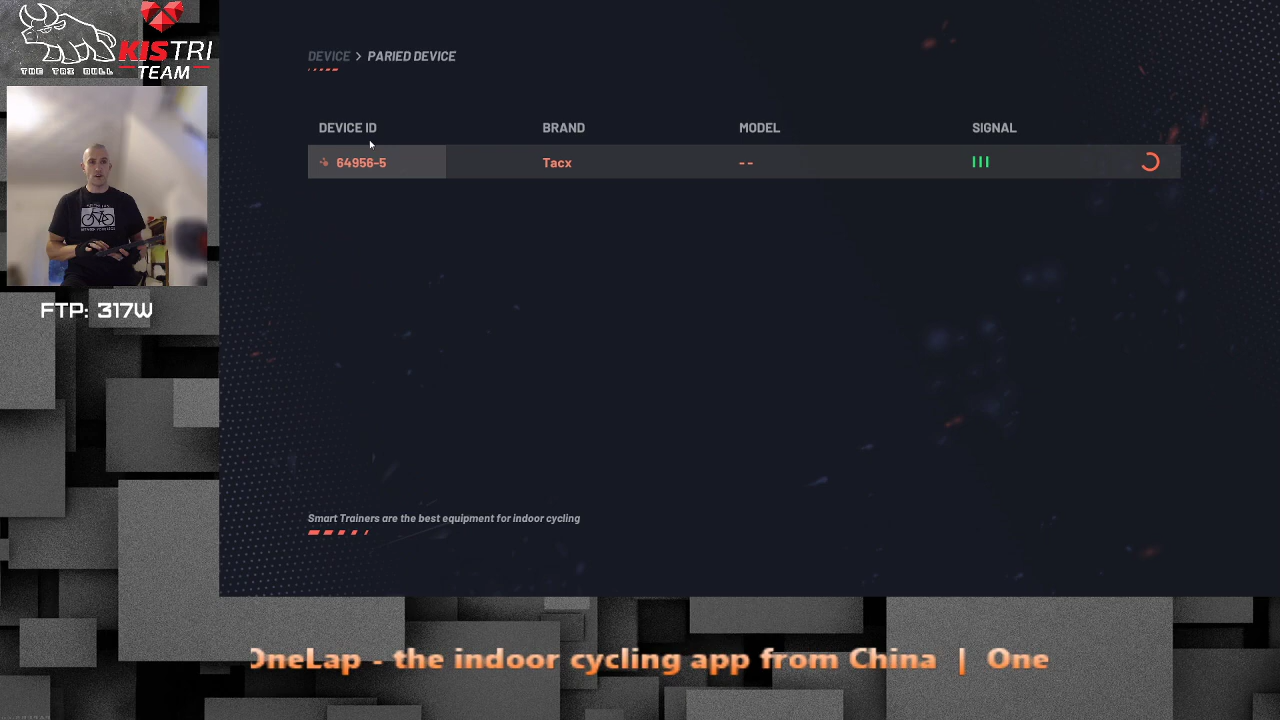 THE TRI BULL
KISTRI
TEAM
FTP: 317W
DEVICE > PARIED DEVICE
DEVICE ID BRAND MODEL SIGNAL
64956-5 Tacx --
Smart Trainers are the best equipment for indoor cycling
OneLap - the indoor cycling app from China | One